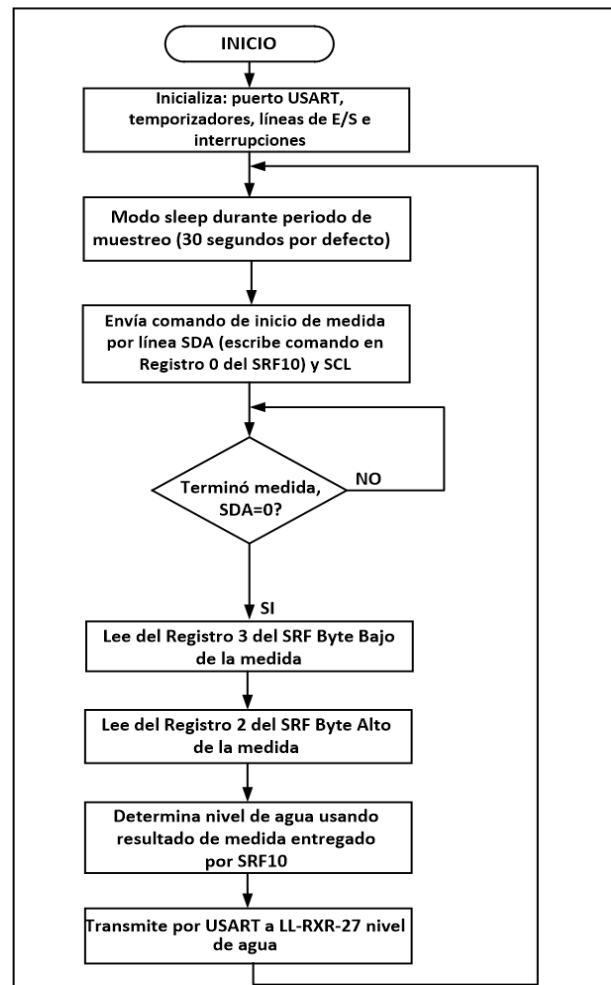 INICIO
Inicializa: puerto USART,
temporizadores, líneas de E/S e
interrupciones
Modo sleep durante periodo de
muestreo (30 segundos por defecto)
Envía comando de inicio de medida
por línea SDA (escribe comando en
Registro 0 del SRF10) y SCL
Terminó medida,
SDA=0?
NO
SI
Lee del Registro 3 del SRF Byte Bajo
de la medida
Lee del Registro 2 del SRF Byte Alto
de la medida
Determina nivel de agua usando
resultado de medida entregado
por SRF10
Transmite por USART a LL-RXR-27 nivel
de agua